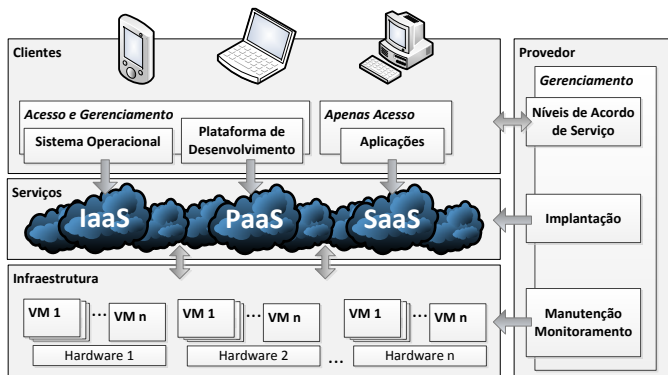 Clientes
Acesso e Gerenciamento
Sistema Operacional
Plataforma de
Desenvolvimento
Apenas Acesso
Aplicações
Serviços
IaaS
PaaS
SaaS
Infraestrutura
VM 1 ... VM n
Hardware 1
VM 1 ... VM n
Hardware 2
...
VM 1 ... VM n
Hardware n
Provedor
Gerenciamento
Níveis de Acordo
de Serviço
Implantação
Manutenção
Monitoramento